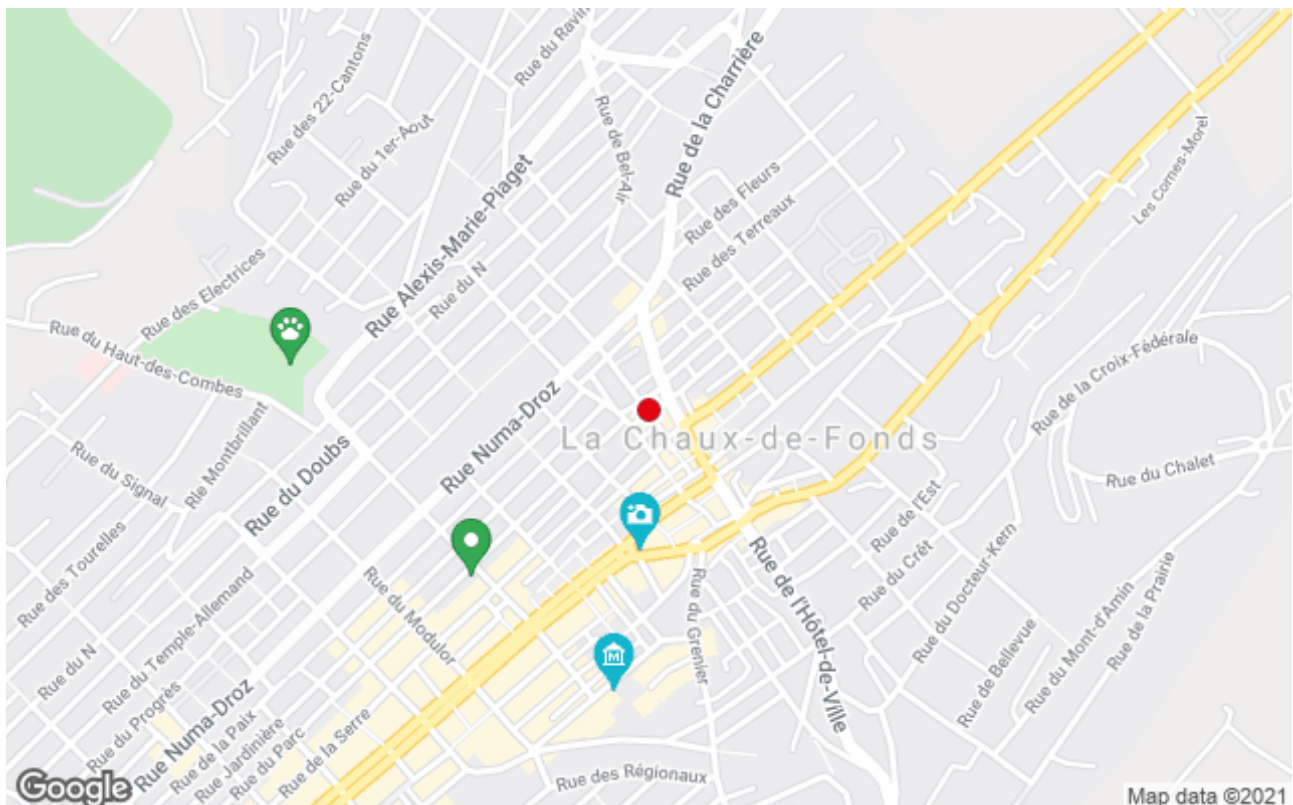 Rue du Ravin
Rue des 22-Cantons
Rue du 1er-Aout
Rue de la Charrière
Rue de Bel-Air
Rue Alexis-Marie-Piaget
Rue des Fleurs
Rue des Terreaux
Les Cornes-Morel
Rue du N
Rue des Electrices
Rue du Haut-des-Combes
Rue de la Croix-Fédérale
Rue Numa-Droz
La Chaux-de-Fonds
Rue Montbrillant
Rue du Doubs
Rue du Signal
Rue du Chalet
Rue de l'Est
Rue des Tourelles
Rue du Crêt
Rue du Docteur-Kern
Rue de l'Hôtel-de-Ville
Rue du Grenier
Rue du Modulor
Rue du Temple-Allemand
Rue du Mont-d'Amin
Rue de la Prairie
Rue de Bellevue
Rue du N
Rue du Progrès
Rue Numa-Droz
Rue de la Paix
Rue Jardinière
Rue du Parc
Rue de la Serre
M
Rue des Régionaux
Google
Map data ©2021